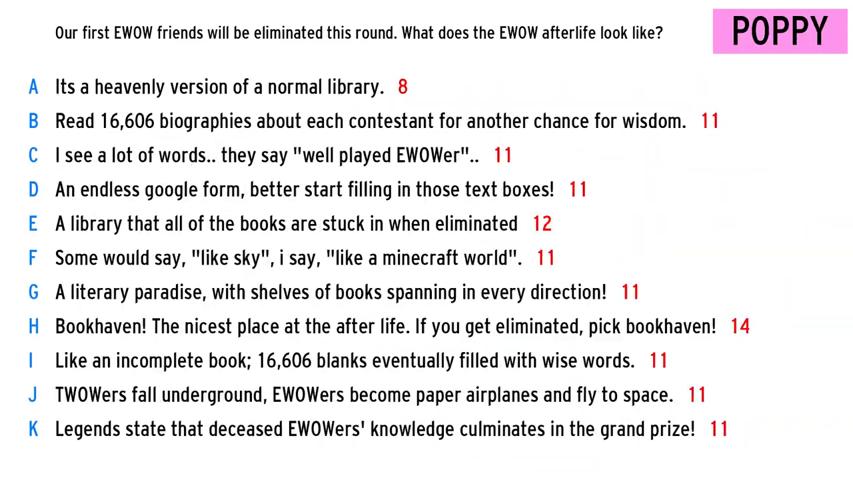 Our first EWOW friends will be eliminated this round. What does the EWOW afterlife look like?
POPPY
A Its a heavenly version of a normal library. 8
B Read 16,606 biographies about each contestant for another chance for wisdom. 11
C I see a lot of words.. they say "well played EWOWer".. 11
D An endless google form, better start filling in those text boxes! 11
E A library that all of the books are stuck in when eliminated 12
F Some would say, "like sky", i say, "like a minecraft world". 11
G A literary paradise, with shelves of books spanning in every direction! 11
H Bookhaven! The nicest place at the after life. If you get eliminated, pick bookhaven! 14
I Like an incomplete book; 16,606 blanks eventually filled with wise words. 11
J TWOWers fall underground, EWOWers become paper airplanes and fly to space. 11
K Legends state that deceased EWOWers' knowledge culminates in the grand prize! 11